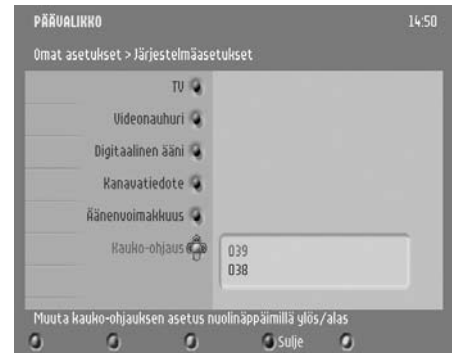 PÄÄVALIKKO 14:50
Omat asetukset > Järjestelmäasetukset
TV
Videonauhuri
Digitaalinen ääni
Kanavatiedote
Äänenvoimakkuus
Kauko-ohjaus
039
038
Muuta kauko-ohjauksen asetus nuolinäppäimillä ylös/alas
Sulje